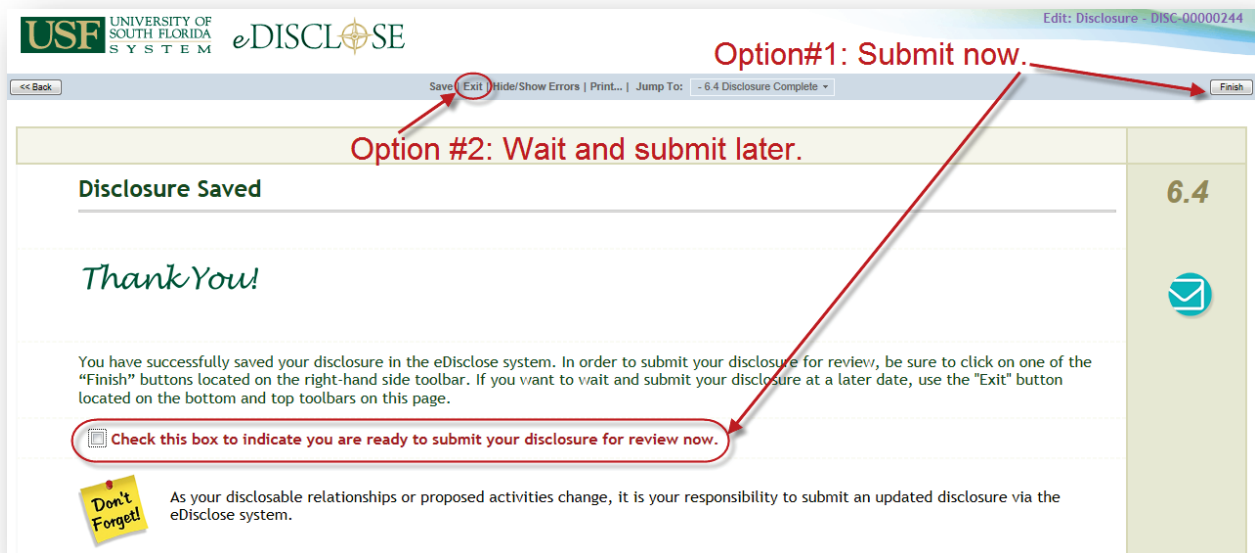 USF UNIVERSITY OF SOUTH FLORIDA SYSTEM eDISCLOSE
Edit: Disclosure - DISC-00000244
Option#1: Submit now.
<< Back Save | Exit | Hide/Show Errors | Print... | Jump To: - 6.4 Disclosure Complete Finish
Option #2: Wait and submit later.
Disclosure Saved
6.4
Thank You!
You have successfully saved your disclosure in the eDisclose system. In order to submit your disclosure for review, be sure to click on one of the
“Finish” buttons located on the right-hand side toolbar. If you want to wait and submit your disclosure at a later date, use the "Exit" button
located on the bottom and top toolbars on this page.
Check this box to indicate you are ready to submit your disclosure for review now.
Don't
Forget!
As your disclosable relationships or proposed activities change, it is your responsibility to submit an updated disclosure via the
eDisclose system.